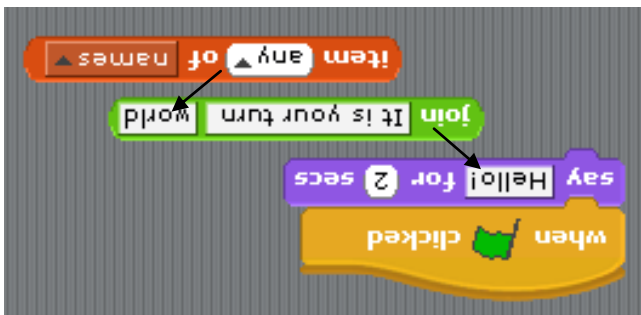 when clicked
say Hello! for 2 secs
join It is your turn world
item any of names